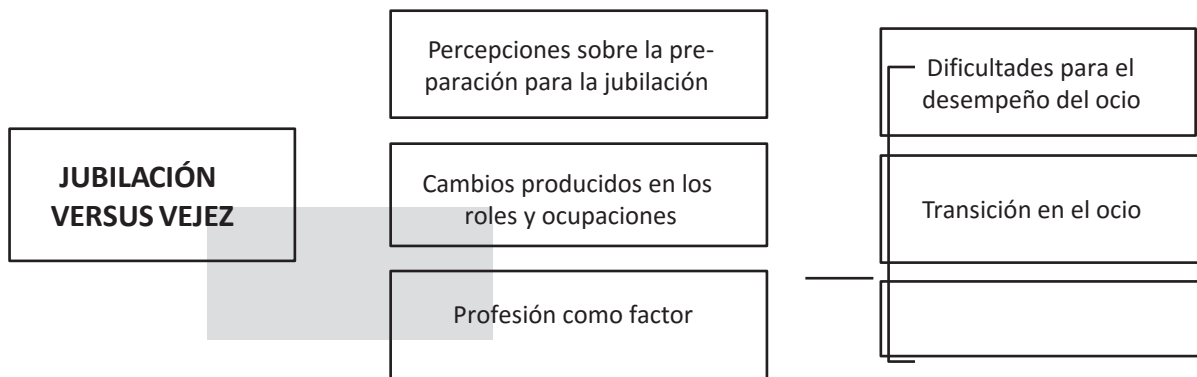 JUBILACIÓN
VERSUS VEJEZ
Percepciones sobre la pre-
paración para la jubilación
Cambios producidos en los
roles y ocupaciones
Profesión como factor
Dificultades para el
desempeño del ocio
Transición en el ocio